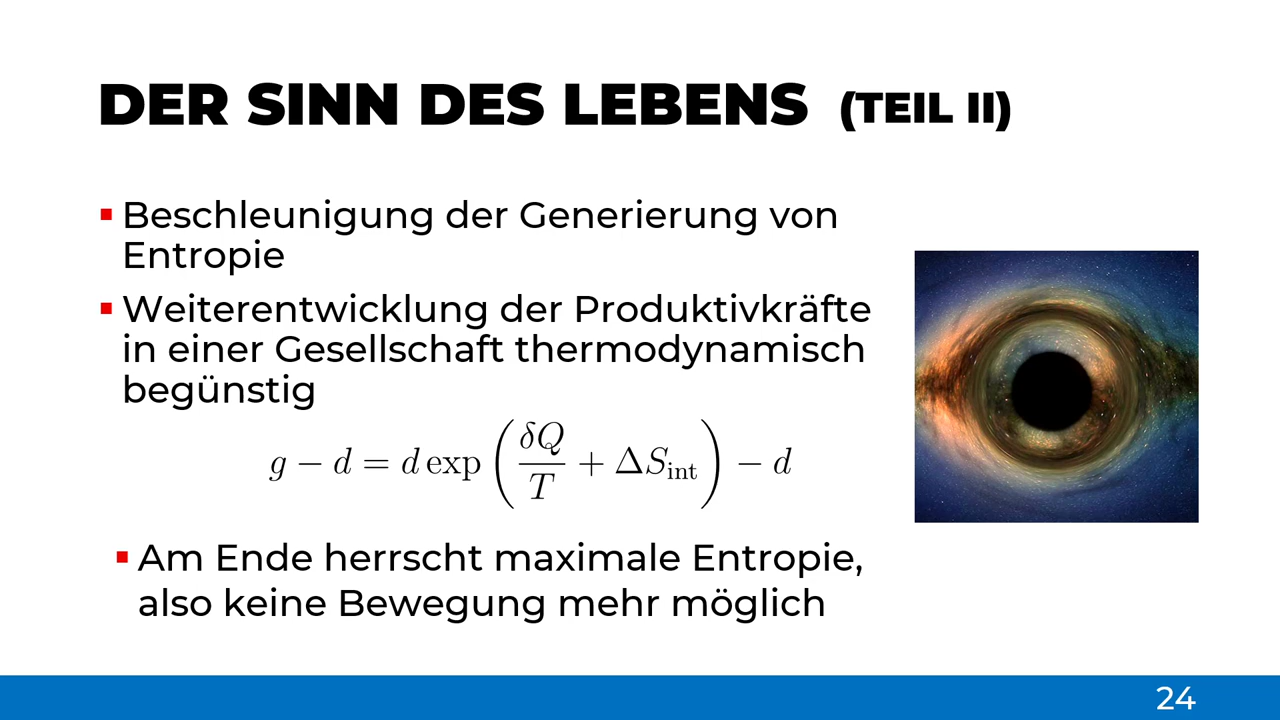 DER SINN DES LEBENS (TEIL II)
▪ Beschleunigung der Generierung von
Entropie
▪ Weiterentwicklung der Produktivkräfte
in einer Gesellschaft thermodynamisch
begünstig
g − d = d exp (δQ/T + ΔS_int) − d
▪ Am Ende herrscht maximale Entropie,
also keine Bewegung mehr möglich
24